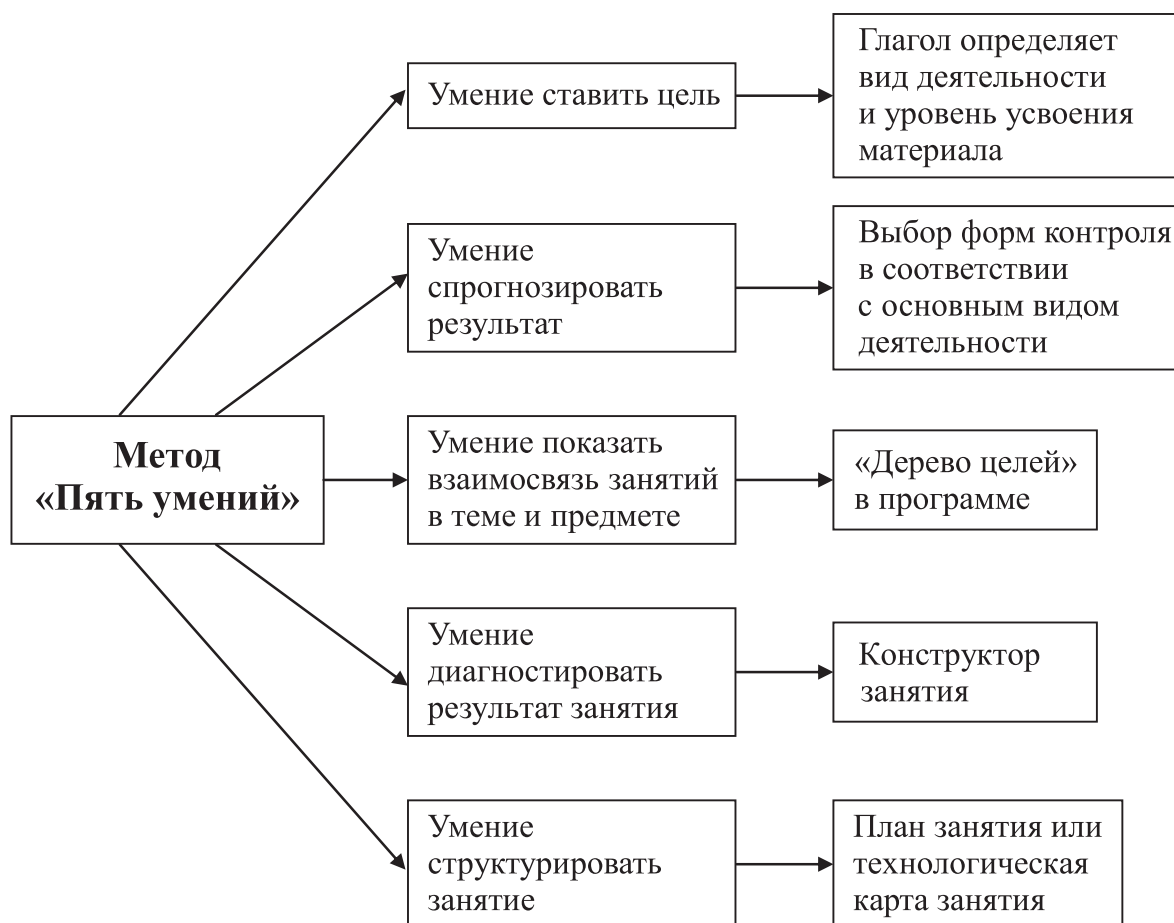 Метод
«Пять умений»
Умение ставить цель
Глагол определяет
вид деятельности
и уровень усвоения
материала
Умение
спрогнозировать
результат
Выбор форм контроля
в соответствии
с основным видом
деятельности
Умение показать
взаимосвязь занятий
в теме и предмете
«Дерево целей»
в программе
Умение
диагностировать
результат занятия
Конструктор
занятия
Умение
структурировать
занятие
План занятия или
технологическая
карта занятия